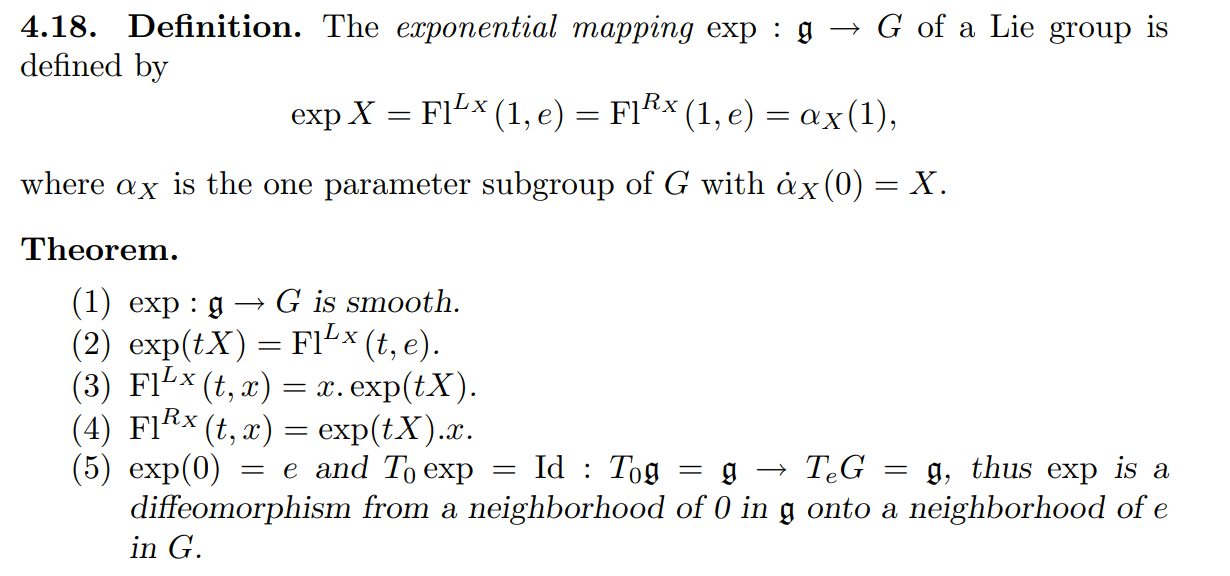 4.18. Definition. The exponential mapping exp : 𝔤 → G of a Lie group is
defined by
exp X = Fl^{L_X}(1, e) = Fl^{R_X}(1, e) = α_X(1),
where α_X is the one parameter subgroup of G with α̇_X(0) = X.
Theorem.
(1) exp : 𝔤 → G is smooth.
(2) exp(tX) = Fl^{L_X}(t, e).
(3) Fl^{L_X}(t, x) = x. exp(tX).
(4) Fl^{R_X}(t, x) = exp(tX).x.
(5) exp(0) = e and T_0 exp = Id : T_0𝔤 = 𝔤 → T_eG = 𝔤, thus exp is a
diffeomorphism from a neighborhood of 0 in 𝔤 onto a neighborhood of e
in G.